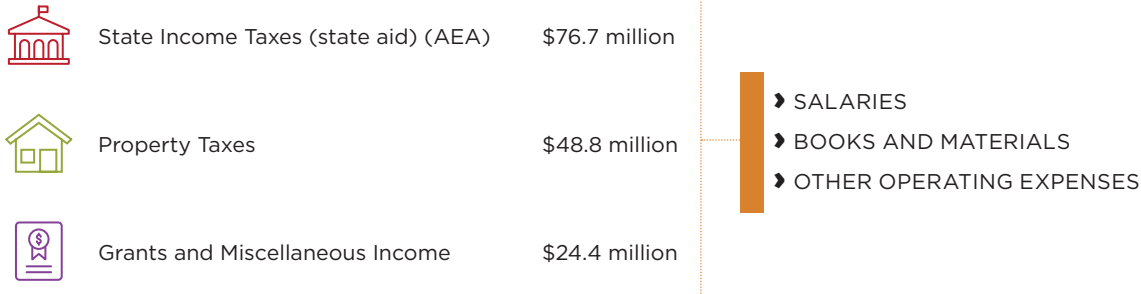 State Income Taxes (state aid) (AEA) $76.7 million
Property Taxes $48.8 million
Grants and Miscellaneous Income $24.4 million
SALARIES
BOOKS AND MATERIALS
OTHER OPERATING EXPENSES
$